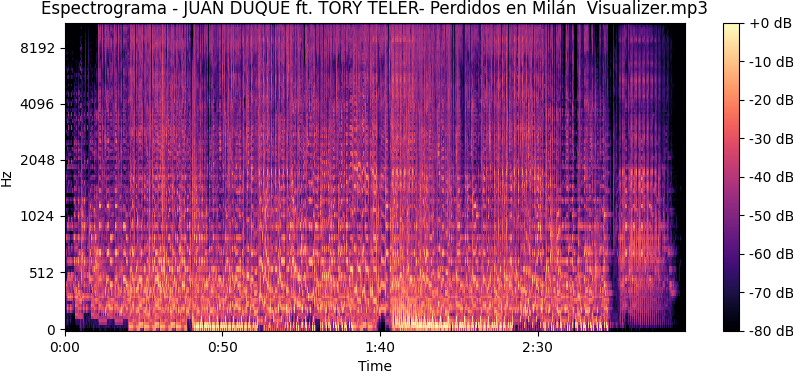 Espectrograma - JUAN DUQUE ft. TORY TELER- Perdidos en Milán  Visualizer.mp3
Hz
8192
4096
2048
1024
512
0
0:00
0:50
1:40
2:30
Time
+0 dB
-10 dB
-20 dB
-30 dB
-40 dB
-50 dB
-60 dB
-70 dB
-80 dB